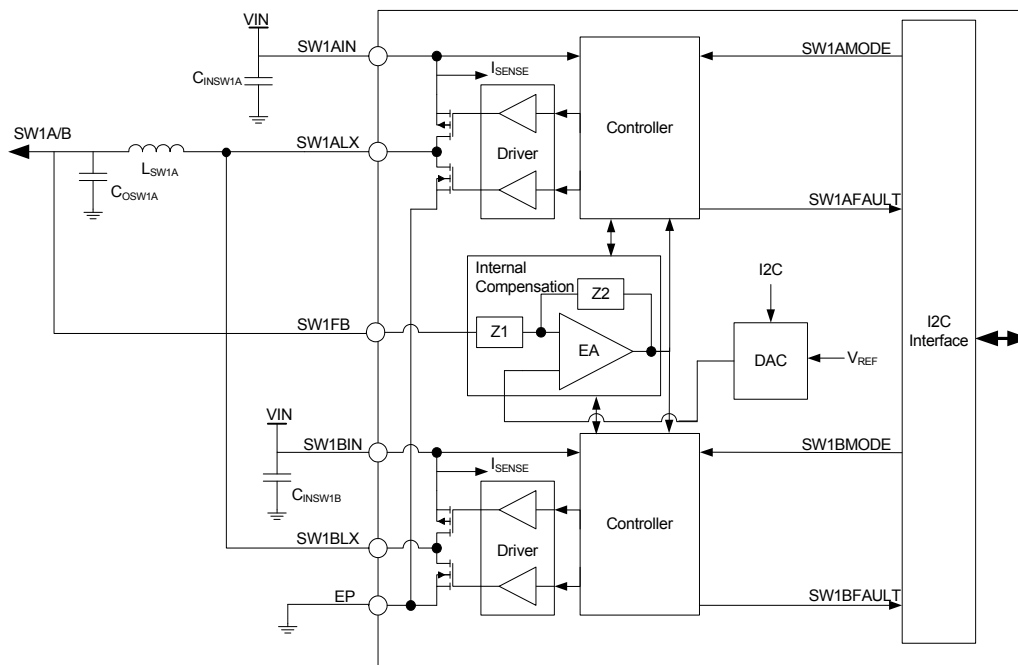 VIN
SW1AIN
CINSW1A
ISENSE
SW1AMODE
Controller
Driver
SW1A/B
SW1ALX
LSW1A
COSW1A
SW1AFAULT
Internal
Compensation
Z2
Z1
EA
SW1FB
I2C
DAC
VREF
I2C
Interface
VIN
SW1BIN
CINSW1B
ISENSE
SW1BMODE
Controller
Driver
SW1BLX
EP
SW1BFAULT